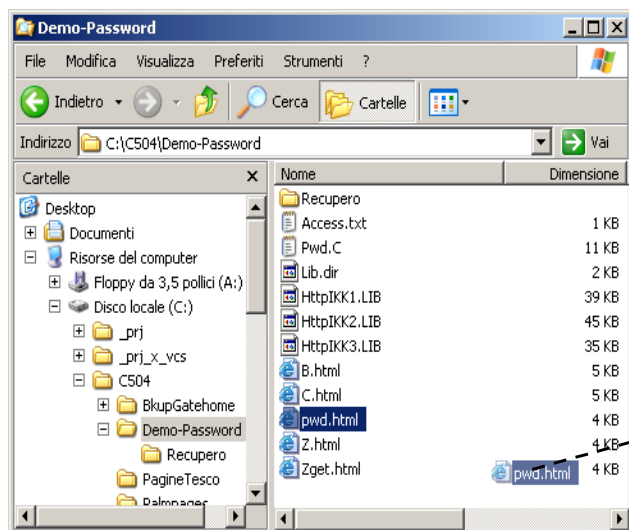 Demo-Password
File Modifica Visualizza Preferiti Strumenti ?
Indietro Cerca Cartelle
Indirizzo C:\C504\Demo-Password Vai
Cartelle
Desktop
Documenti
Risorse del computer
Floppy da 3,5 pollici (A:)
Disco locale (C:)
_prj
_prj_x_vcs
C504
BkupGatehome
Demo-Password
Recupero
PagineTesco
Palmpages
Nome Dimensione
Recupero
Access.txt 1 KB
Pwd.C 11 KB
Lib.dir 2 KB
HttpIKK1.LIB 39 KB
HttpIKK2.LIB 45 KB
HttpIKK3.LIB 35 KB
B.html 5 KB
C.html 5 KB
pwd.html 4 KB
Z.html 4 KB
Zget.html pwd.html 4 KB